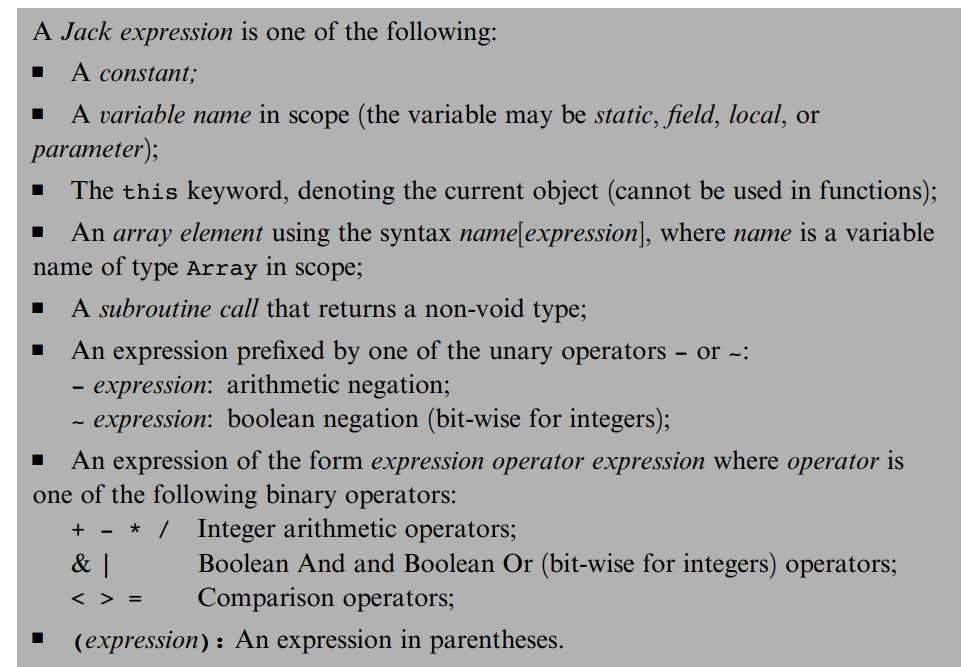 A Jack expression is one of the following:
■ A constant;
■ A variable name in scope (the variable may be static, field, local, or
parameter);
■ The this keyword, denoting the current object (cannot be used in functions);
■ An array element using the syntax name[expression], where name is a variable
name of type Array in scope;
■ A subroutine call that returns a non-void type;
■ An expression prefixed by one of the unary operators - or ~:
- expression: arithmetic negation;
~ expression: boolean negation (bit-wise for integers);
■ An expression of the form expression operator expression where operator is
one of the following binary operators:
+ - * / Integer arithmetic operators;
& | Boolean And and Boolean Or (bit-wise for integers) operators;
< > = Comparison operators;
■ (expression): An expression in parentheses.